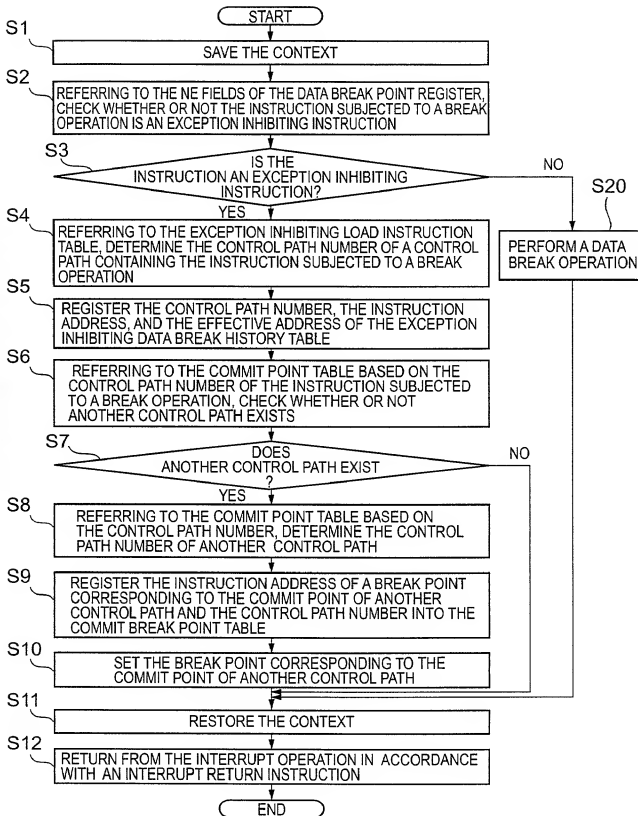 START
S1
SAVE THE CONTEXT
S2
REFERRING TO THE NE FIELDS OF THE DATA BREAK POINT REGISTER,
CHECK WHETHER OR NOT THE INSTRUCTION SUBJECTED TO A BREAK
OPERATION IS AN EXCEPTION INHIBITING INSTRUCTION
S3
IS THE
INSTRUCTION AN EXCEPTION INHIBITING
INSTRUCTION?
NO
YES
S20
PERFORM A DATA
BREAK OPERATION
S4
REFERRING TO THE EXCEPTION INHIBITING LOAD INSTRUCTION
TABLE, DETERMINE THE CONTROL PATH NUMBER OF A CONTROL
PATH CONTAINING THE INSTRUCTION SUBJECTED TO A BREAK
OPERATION
S5
REGISTER THE CONTROL PATH NUMBER, THE INSTRUCTION
ADDRESS, AND THE EFFECTIVE ADDRESS OF THE EXCEPTION
INHIBITING DATA BREAK HISTORY TABLE
S6
REFERRING TO THE COMMIT POINT TABLE BASED ON THE
CONTROL PATH NUMBER OF THE INSTRUCTION SUBJECTED
TO A BREAK OPERATION, CHECK WHETHER OR NOT
ANOTHER CONTROL PATH EXISTS
S7
DOES
ANOTHER CONTROL PATH EXIST
?
NO
YES
S8
REFERRING TO THE COMMIT POINT TABLE BASED ON
THE CONTROL PATH NUMBER, DETERMINE THE CONTROL
PATH NUMBER OF ANOTHER CONTROL PATH
S9
REGISTER THE INSTRUCTION ADDRESS OF A BREAK POINT
CORRESPONDING TO THE COMMIT POINT OF ANOTHER
CONTROL PATH AND THE CONTROL PATH NUMBER INTO THE
COMMIT BREAK POINT TABLE
S10
SET THE BREAK POINT CORRESPONDING TO THE
COMMIT POINT OF ANOTHER CONTROL PATH
S11
RESTORE THE CONTEXT
S12
RETURN FROM THE INTERRUPT OPERATION IN ACCORDANCE
WITH AN INTERRUPT RETURN INSTRUCTION
END